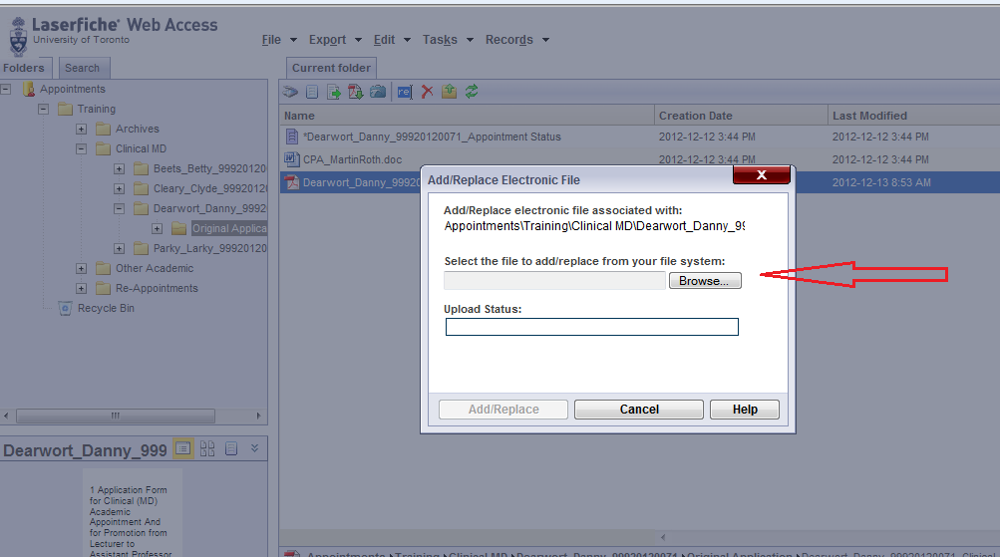 Laserfiche® Web Access
University of Toronto
File Export Edit Tasks Records
Folders Search
Current folder
Appointments
Training
Archives
Clinical MD
Beets_Betty_99920120
Cleary_Clyde_9992012
Dearwort_Danny_9992
Original Applica
Parky_Larky_99920120
Other Academic
Re-Appointments
Recycle Bin
Name Creation Date Last Modified
*Dearwort_Danny_99920120071_Appointment Status 2012-12-12 3:44 PM 2012-12-12 3:44 PM
CPA_MartinRoth.doc 2012-12-12 3:44 PM 2012-12-12 3:44 PM
Dearwort_Danny_99920 2012-12-13 8:53 AM
Add/Replace Electronic File X
Add/Replace electronic file associated with:
Appointments\Training\Clinical MD\Dearwort_Danny_99
Select the file to add/replace from your file system:
Browse...
Upload Status:
Add/Replace Cancel Help
Dearwort_Danny_999
1 Application Form
for Clinical (MD)
Academic
Appointment And
for Promotion from
Lecturer to
Assistant Professor
Appointments Training Clinical MD Dearwort_Danny_99920120071 Original Application Dearwort_Danny_99920120071_Clinical